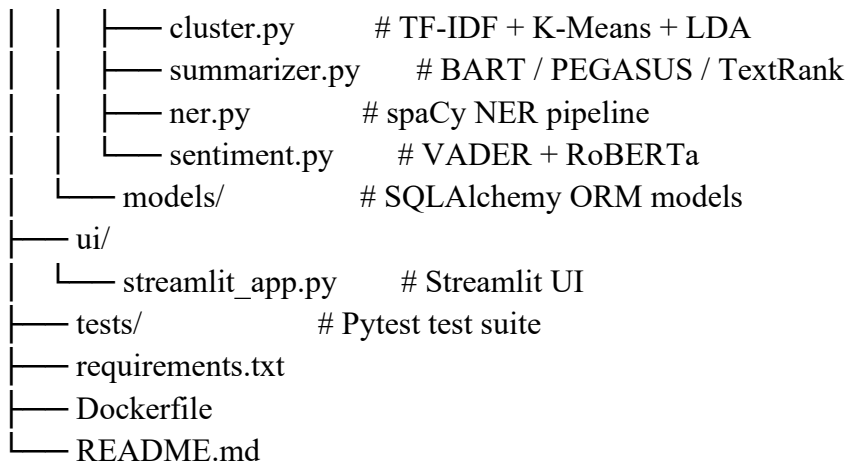 │   │   ├── cluster.py # TF-IDF + K-Means + LDA
│   │   ├── summarizer.py # BART / PEGASUS / TextRank
│   │   ├── ner.py # spaCy NER pipeline
│   │   └── sentiment.py # VADER + RoBERTa
│   └── models/ # SQLAlchemy ORM models
├── ui/
│   └── streamlit_app.py # Streamlit UI
├── tests/ # Pytest test suite
├── requirements.txt
├── Dockerfile
└── README.md